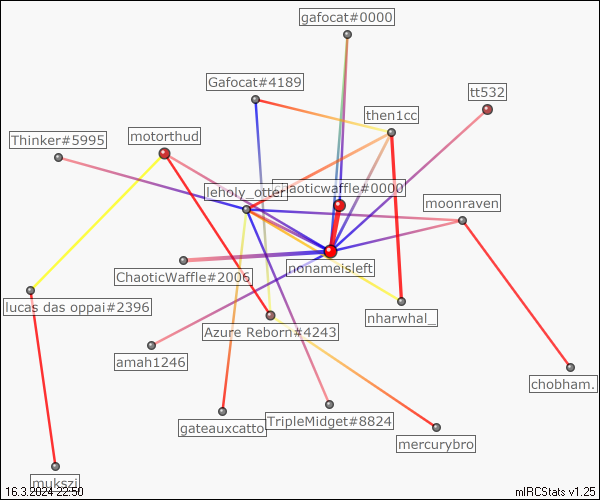 gafocat#0000
Gafocat#4189
tt532
then1cc
motorthud
Thinker#5995
leholy_otter
chaoticwaffle#0000
moonraven
nonameisleft
ChaoticWaffle#2006
lucas das oppai#2396
nharwhal_
Azure Reborn#4243
amah1246
chobham.
gateauxcatto
TripleMidget#8824
mercurybro
mukszi
16.3.2024 22:50
mIRCStats v1.25